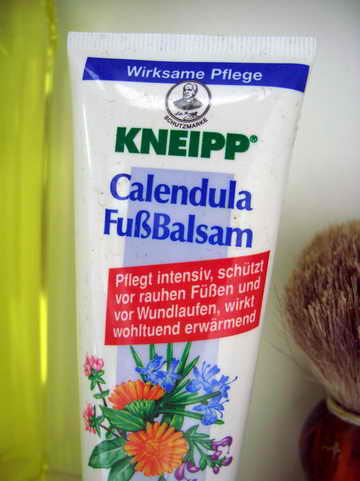 Wirksame Pflege
SCHUTZMARKE
KNEIPP®
Calendula
FußBalsam
Pflegt intensiv, schützt
vor rauhen Füßen und
vor Wundlaufen, wirkt
wohltuend erwärmend